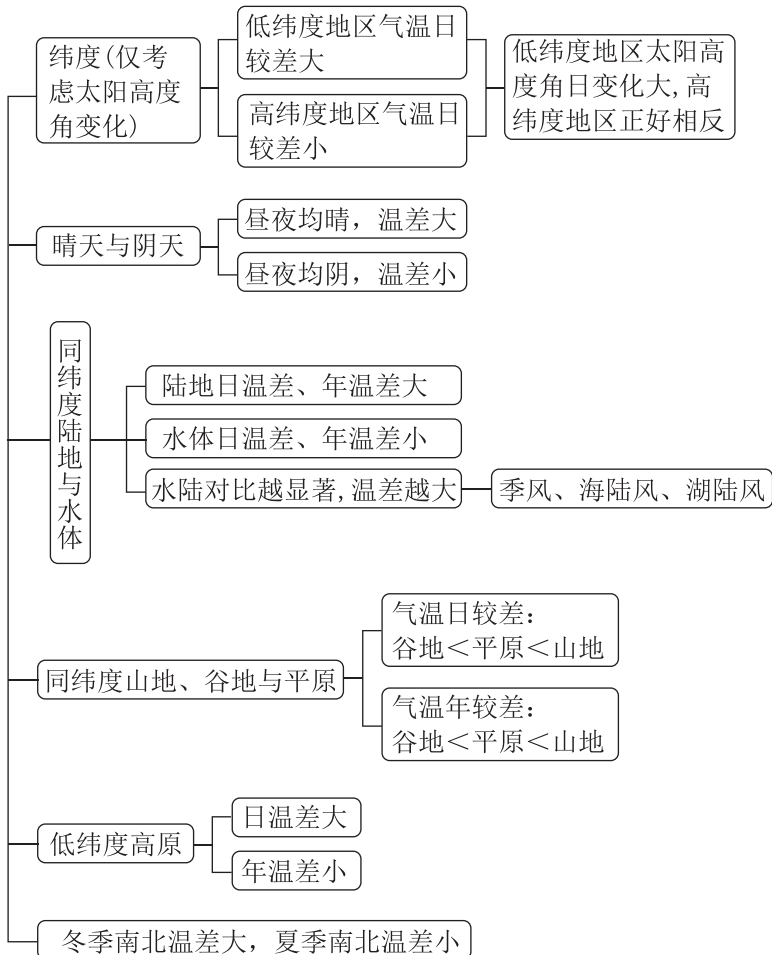 纬度(仅考
虑太阳高度
角变化)
低纬度地区气温日
较差大
高纬度地区气温日
较差小
低纬度地区太阳高
度角日变化大,高
纬度地区正好相反
晴天与阴天
昼夜均晴，温差大
昼夜均阴，温差小
同纬度陆地与水体
陆地日温差、年温差大
水体日温差、年温差小
水陆对比越显著,温差越大
季风、海陆风、湖陆风
同纬度山地、谷地与平原
气温日较差：
谷地＜平原＜山地
气温年较差：
谷地＜平原＜山地
低纬度高原
日温差大
年温差小
冬季南北温差大，夏季南北温差小